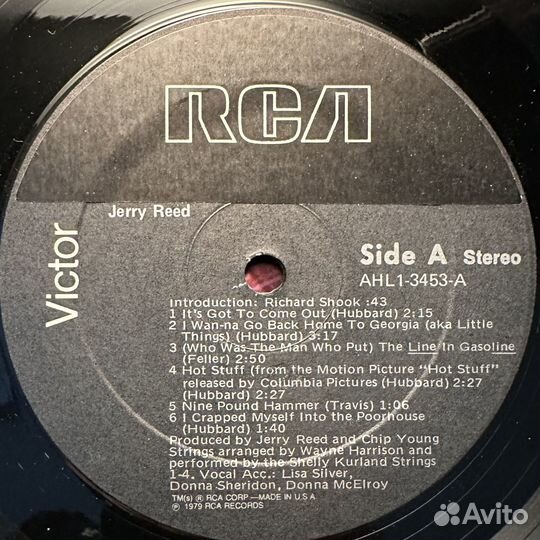 RCA
Victor
Jerry Reed
Side A Stereo
AHL1-3453-A
Introduction: Richard Shook :43
1 It's Got To Come Out (Hubbard) 2:15
2 I Wan-na Go Back Home To Georgia (aka Little
Things) (Hubbard) 3:17
3 (Who Was The Man Who Put) The Line In Gasoline
(Feller) 2:50
4 Hot Stuff (from the Motion Picture "Hot Stuff"
released by Columbia Pictures (Hubbard) 2:27
(Hubbard) 2:27
5 Nine Pound Hammer (Travis) 1:06
6 I Crapped Myself Into the Poorhouse
(Hubbard) 1:40
Produced by Jerry Reed and Chip Young
Strings arranged by Wayne Harrison and
performed by the Shelly Kurland Strings
1-4. Vocal Acc.: Lisa Silver,
Donna Sheridon, Donna McElroy
TM(s) ® RCA CORP—MADE IN U.S.A.
℗ 1979 RCA RECORDS
Avito